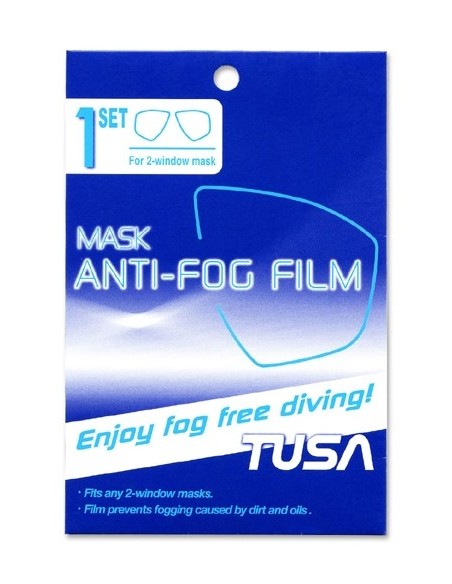 1 SET
For 2-window mask
MASK
ANTI-FOG FILM
Enjoy fog free diving!
TUSA
· Fits any 2-window masks.
· Film prevents fogging caused by dirt and oils .